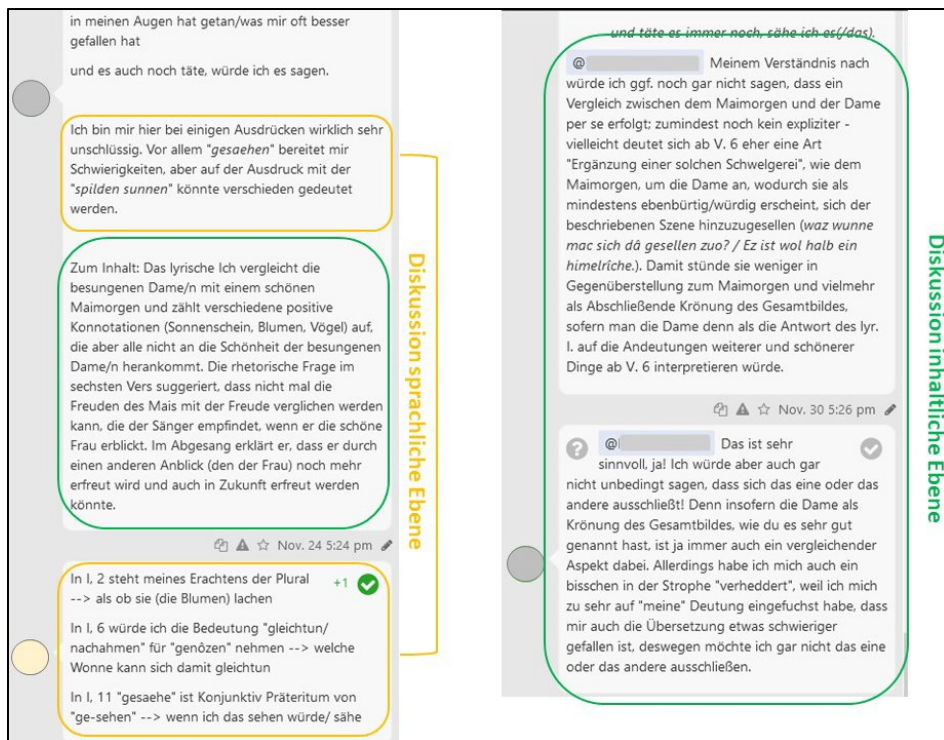 in meinen Augen hat getan/was mir oft besser
gefallen hat
und es auch noch täte, würde ich es sagen.
Ich bin mir hier bei einigen Ausdrücken wirklich sehr
unschlüssig. Vor allem "gesaehen" bereitet mir
Schwierigkeiten, aber auf der Ausdruck mit der
"spilden sunnen" könnte verschieden gedeutet
werden.
Zum Inhalt: Das lyrische Ich vergleicht die
besungenen Dame/n mit einem schönen
Maimorgen und zählt verschiedene positive
Konnotationen (Sonnenschein, Blumen, Vögel) auf,
die aber alle nicht an die Schönheit der besungenen
Dame/n herankommt. Die rhetorische Frage im
sechsten Vers suggeriert, dass nicht mal die
Freuden des Mais mit der Freude verglichen werden
kann, die der Sänger empfindet, wenn er die schöne
Frau erblickt. Im Abgesang erklärt er, dass er durch
einen anderen Anblick (den der Frau) noch mehr
erfreut wird und auch in Zukunft erfreut werden
könnte.
Nov. 24 5:24 pm
In I, 2 steht meines Erachtens der Plural +1
--> als ob sie (die Blumen) lachen
In I, 6 würde ich die Bedeutung "gleichtun/
nachahmen" für "genôzen" nehmen --> welche
Wonne kann sich damit gleichtun
In I, 11 "gesaehe" ist Konjunktiv Präteritum von
"ge-sehen" --> wenn ich das sehen würde/ sähe
Diskussion sprachliche Ebene
und täte es immer noch, sähe ich es(/das).
@ Meinem Verständnis nach
würde ich ggf. noch gar nicht sagen, dass ein
Vergleich zwischen dem Maimorgen und der Dame
per se erfolgt; zumindest noch kein expliziter -
vielleicht deutet sich ab V. 6 eher eine Art
"Ergänzung einer solchen Schwelgerei", wie dem
Maimorgen, um die Dame an, wodurch sie als
mindestens ebenbürtig/würdig erscheint, sich der
beschriebenen Szene hinzuzugesellen (waz wunne
mac sich dâ gesellen zuo? / Ez ist wol halb ein
himelrîche.). Damit stünde sie weniger in
Gegenüberstellung zum Maimorgen und vielmehr
als Abschließende Krönung des Gesamtbildes,
sofern man die Dame denn als die Antwort des lyr.
I. auf die Andeutungen weiterer und schönerer
Dinge ab V. 6 interpretieren würde.
Nov. 30 5:26 pm
@ Das ist sehr
sinnvoll, ja! Ich würde aber auch gar
nicht unbedingt sagen, dass sich das eine oder das
andere ausschließt! Denn insofern die Dame als
Krönung des Gesamtbildes, wie du es sehr gut
genannt hast, ist ja immer auch ein vergleichender
Aspekt dabei. Allerdings habe ich mich auch ein
bisschen in der Strophe "verheddert", weil ich mich
zu sehr auf "meine" Deutung eingefuchst habe, dass
mir auch die Übersetzung etwas schwieriger
gefallen ist, deswegen möchte ich gar nicht das eine
oder das andere ausschließen.
Diskussion inhaltliche Ebene